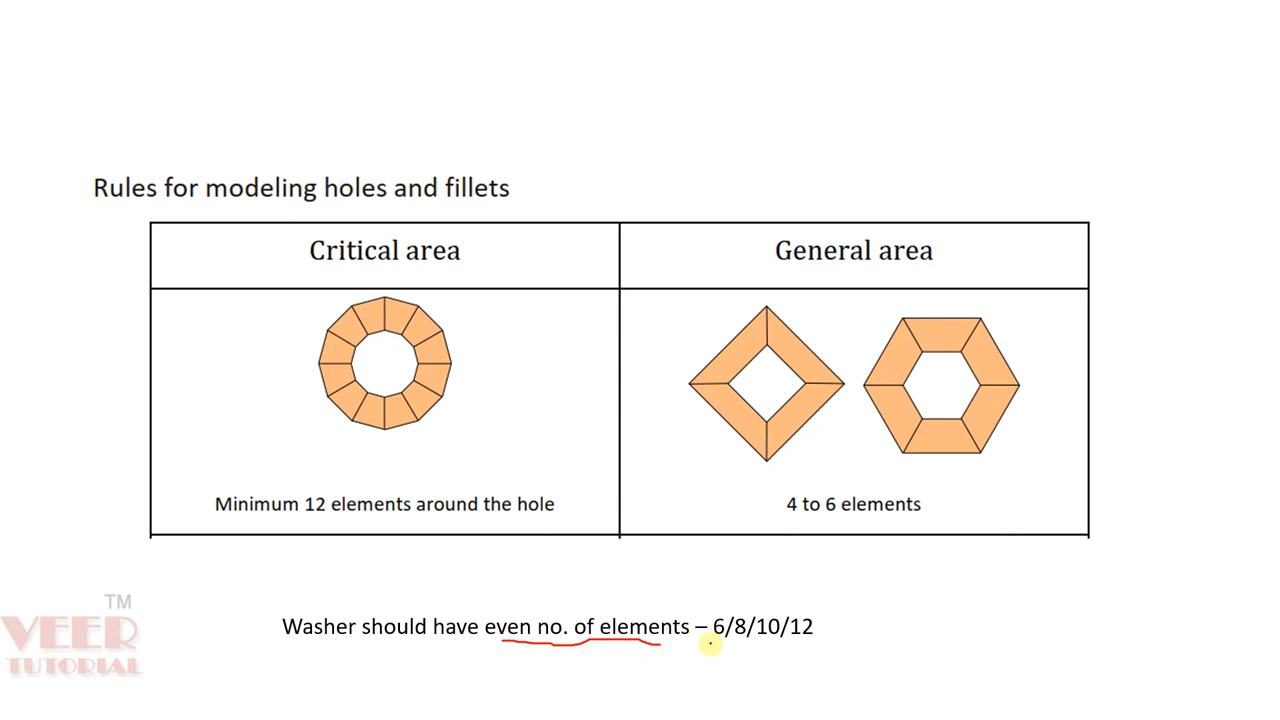 Rules for modeling holes and fillets
Critical area
General area
Minimum 12 elements around the hole
4 to 6 elements
Washer should have even no. of elements – 6/8/10/12
TM
VEER
TUTORIAL